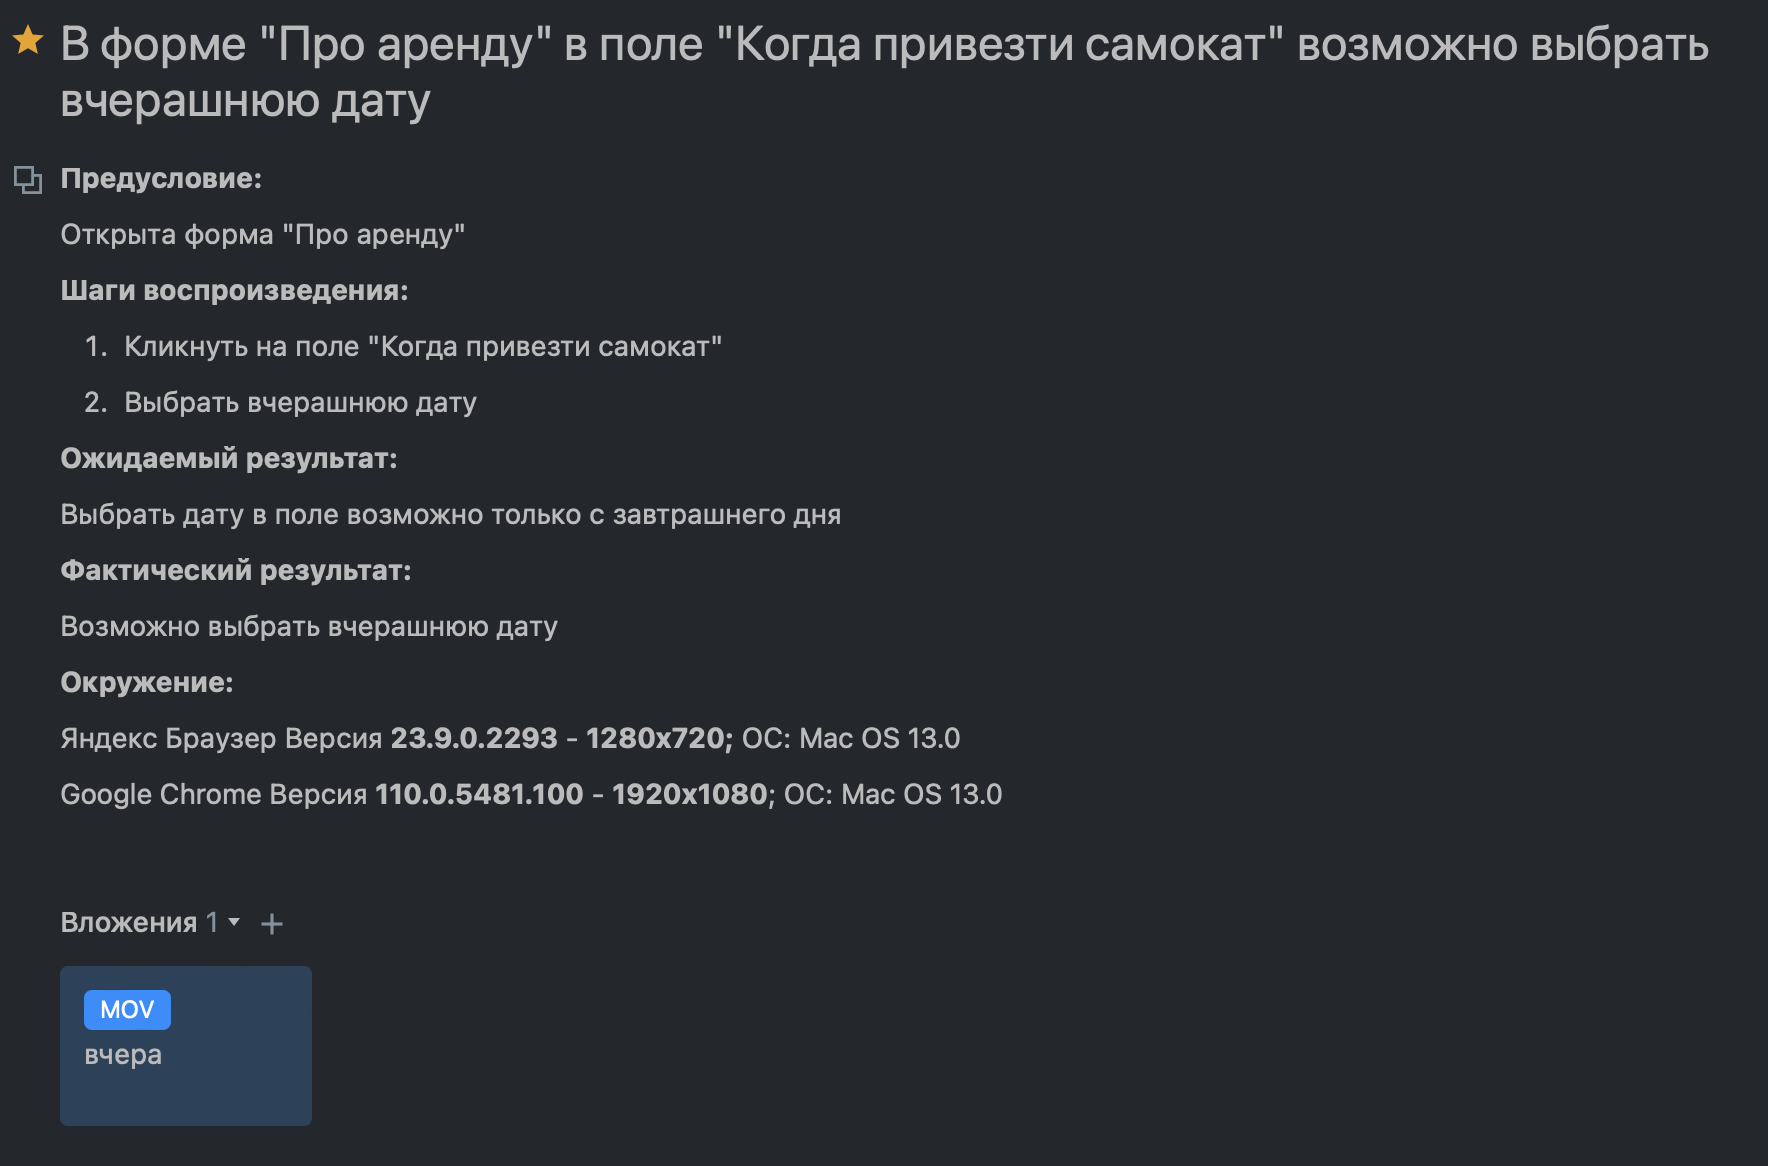 В форме "Про аренду" в поле "Когда привезти самокат" возможно выбрать
вчерашнюю дату
Предусловие:
Открыта форма "Про аренду"
Шаги воспроизведения:
1. Кликнуть на поле "Когда привезти самокат"
2. Выбрать вчерашнюю дату
Ожидаемый результат:
Выбрать дату в поле возможно только с завтрашнего дня
Фактический результат:
Возможно выбрать вчерашнюю дату
Окружение:
Яндекс Браузер Версия 23.9.0.2293 - 1280x720; ОС: Mac OS 13.0
Google Chrome Версия 110.0.5481.100 - 1920x1080; ОС: Mac OS 13.0
Вложения 1
MOV
вчера